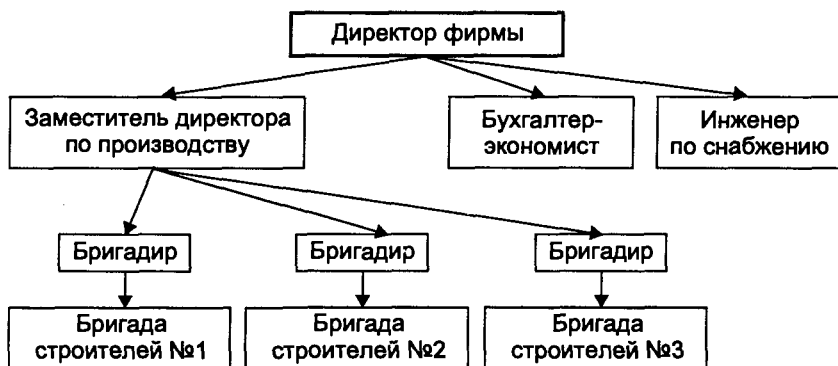 Директор фирмы
Заместитель директора
по производству
Бухгалтер-
экономист
Инженер
по снабжению
Бригадир
Бригадир
Бригадир
Бригада
строителей №1
Бригада
строителей №2
Бригада
строителей №3